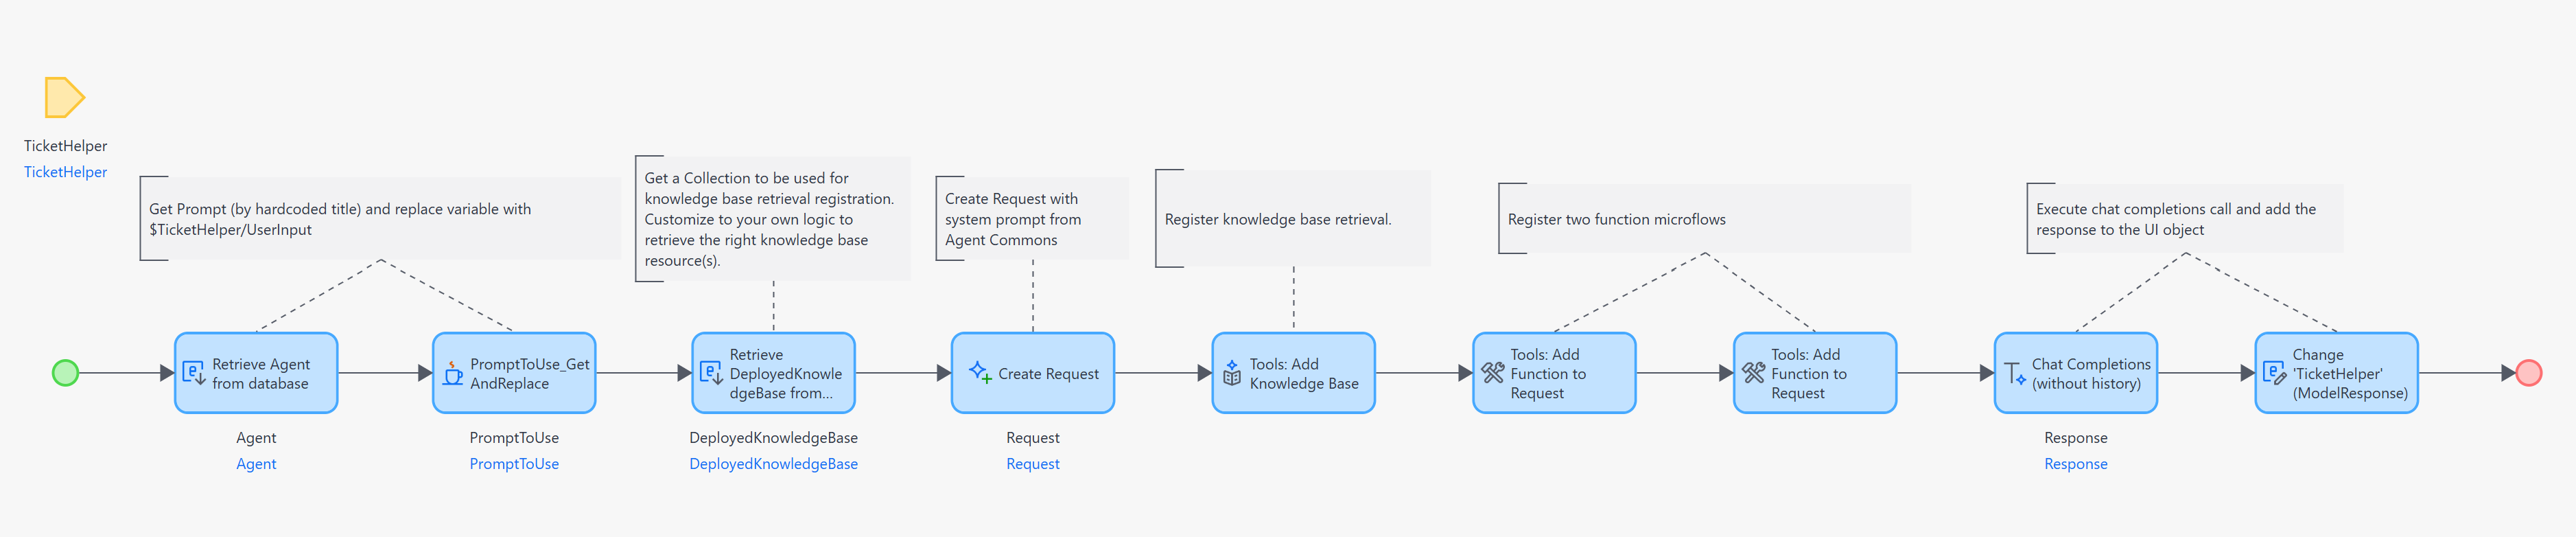 TicketHelper
TicketHelper
Get Prompt (by hardcoded title) and replace variable with
$TicketHelper/UserInput
Get a Collection to be used for
knowledge base retrieval registration.
Customize to your own logic to
retrieve the right knowledge base
resource(s).
Create Request with
system prompt from
Agent Commons
Register knowledge base retrieval.
Register two function microflows
Execute chat completions call and add the
response to the UI object
Retrieve Agent
from database
PromptToUse_Get
AndReplace
Retrieve
DeployedKnowle
dgeBase from...
Create Request
Tools: Add
Knowledge Base
Tools: Add
Function to
Request
Tools: Add
Function to
Request
Chat Completions
(without history)
Change
'TicketHelper'
(ModelResponse)
Agent
Agent
PromptToUse
PromptToUse
DeployedKnowledgeBase
DeployedKnowledgeBase
Request
Request
Response
Response